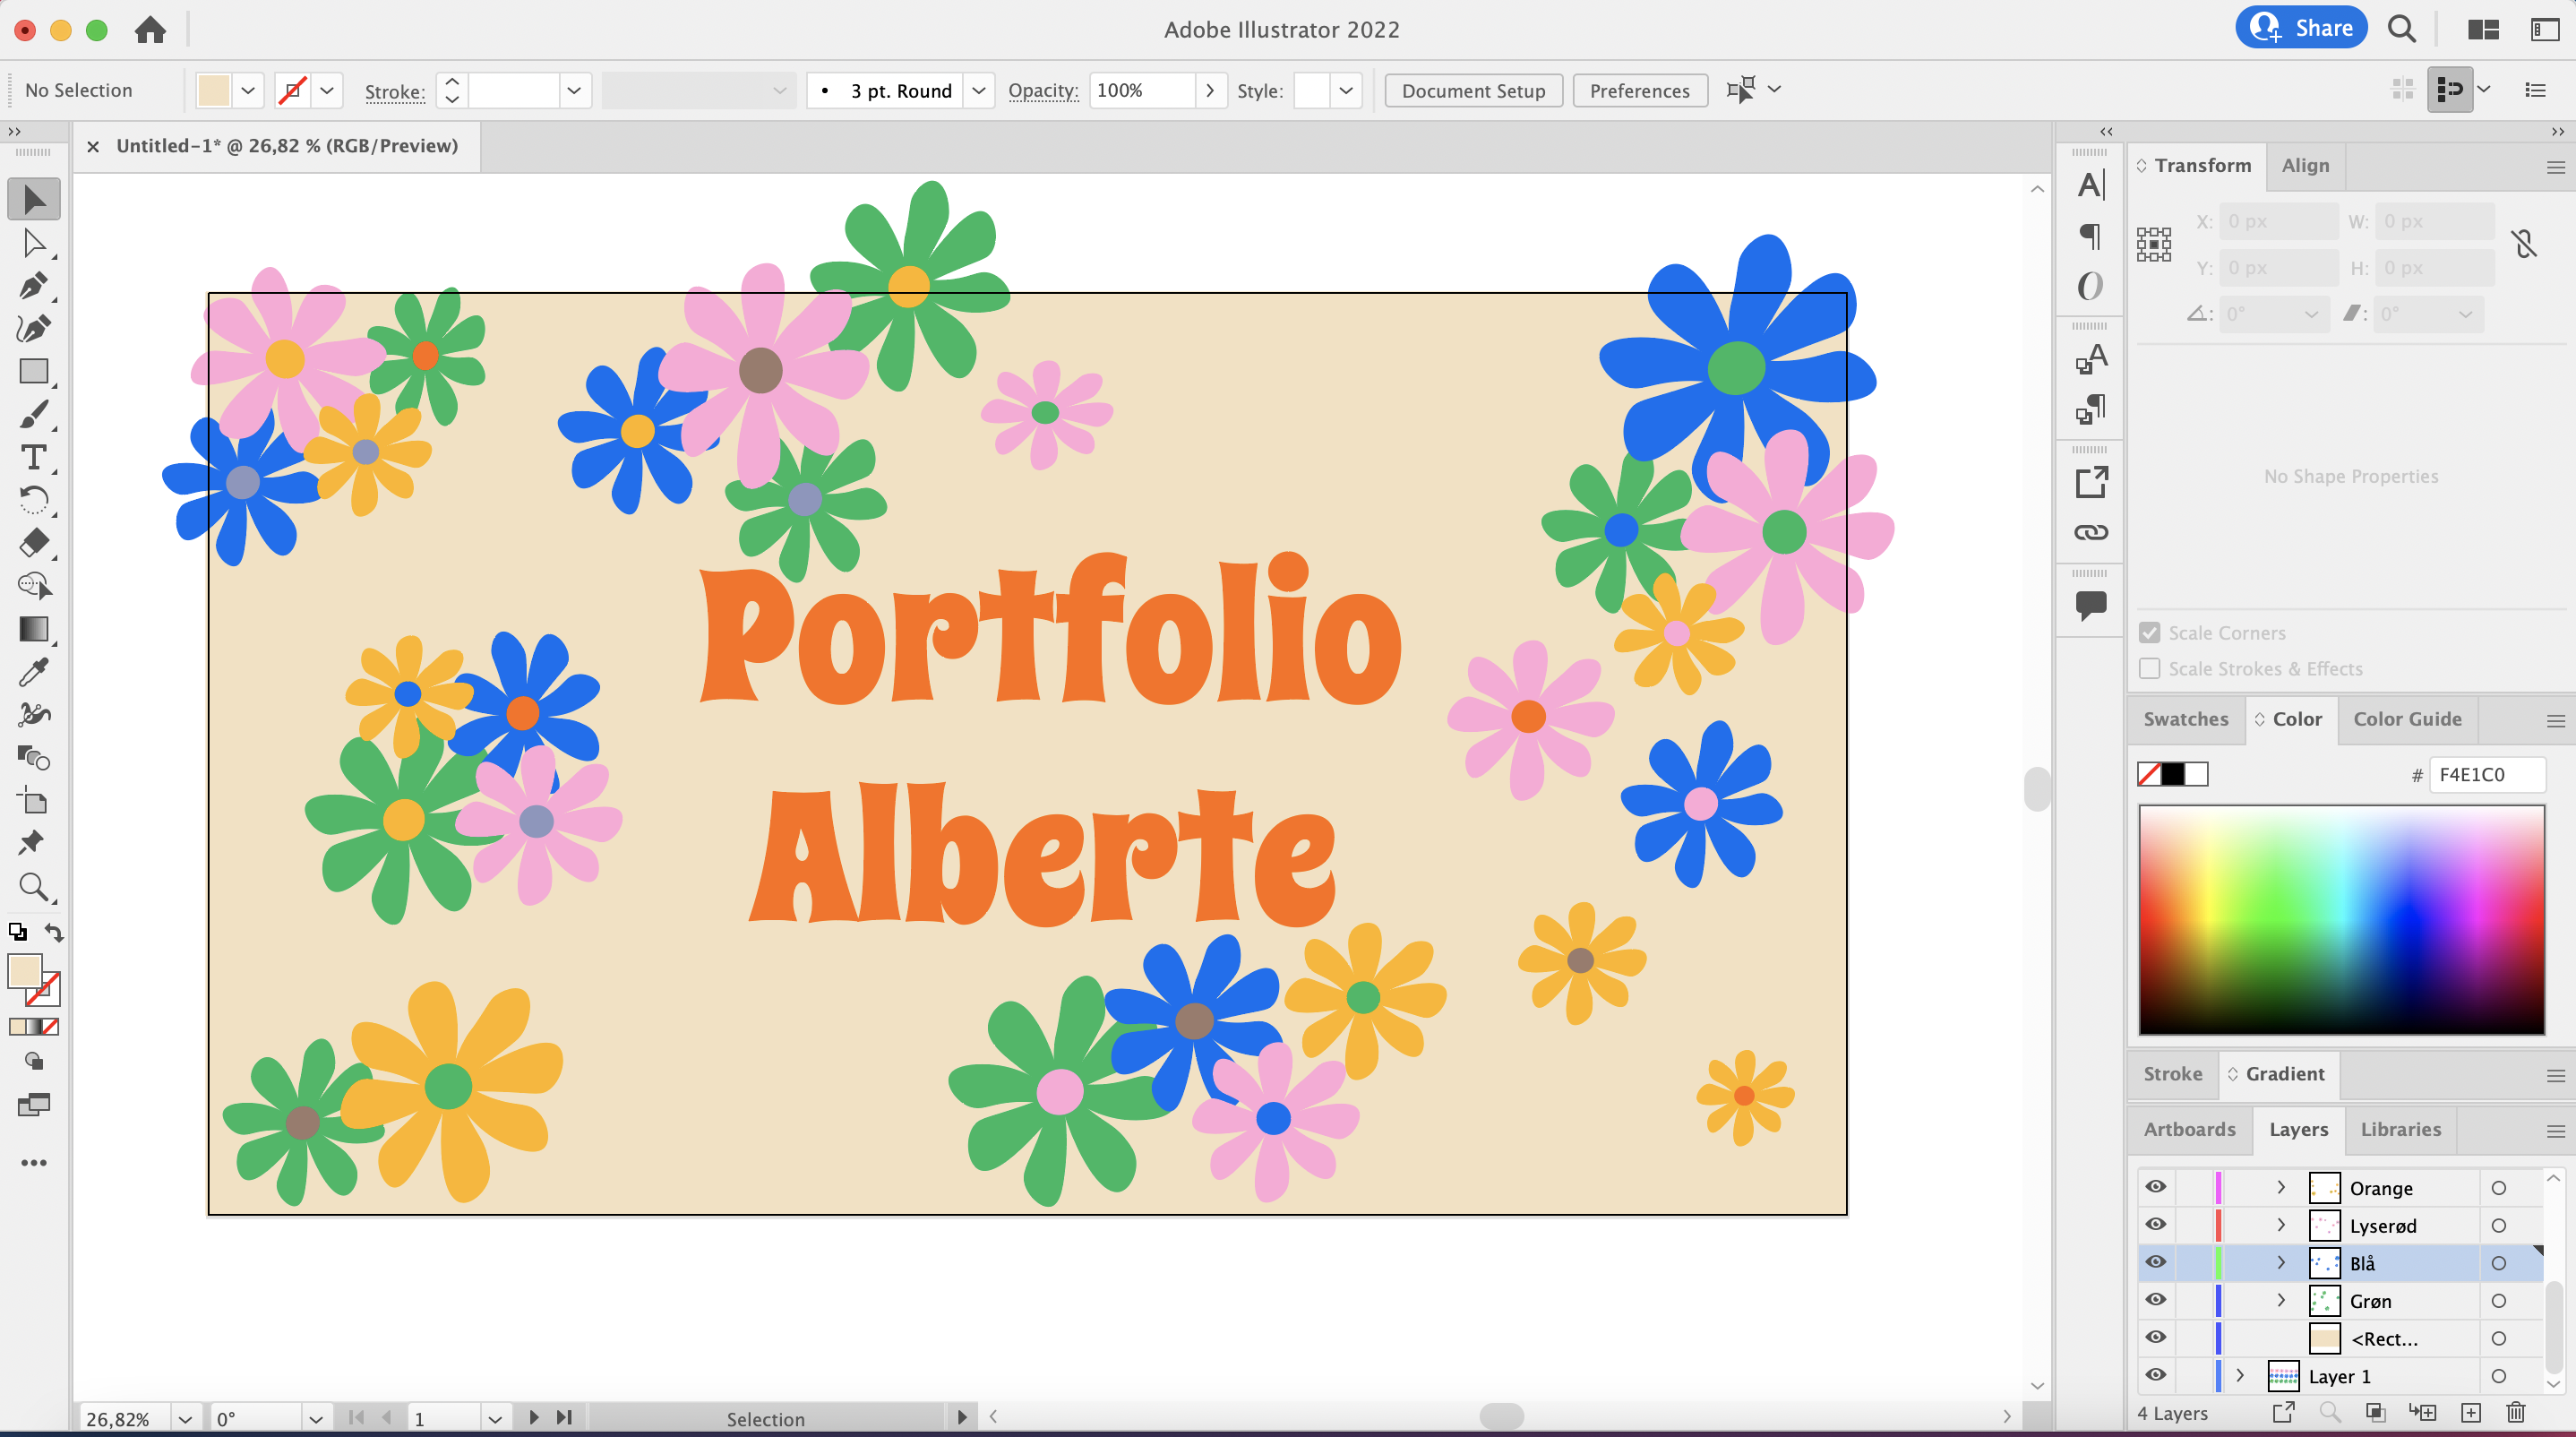 Adobe Illustrator 2022
Share
No Selection
Stroke:
3 pt. Round
Opacity:
100%
Style:
Document Setup
Preferences
Untitled-1* @ 26,82 % (RGB/Preview)
Transform
Align
X:
0 px
W:
0 px
Y:
0 px
H:
0 px
0°
0°
No Shape Properties
Scale Corners
Scale Strokes & Effects
Portfolio
Alberte
Swatches
Color
Color Guide
#
F4E1C0
Stroke
Gradient
Artboards
Layers
Libraries
Orange
Lyserød
Blå
Grøn
<Rect...
Layer 1
4 Layers
26,82%
0°
1
Selection